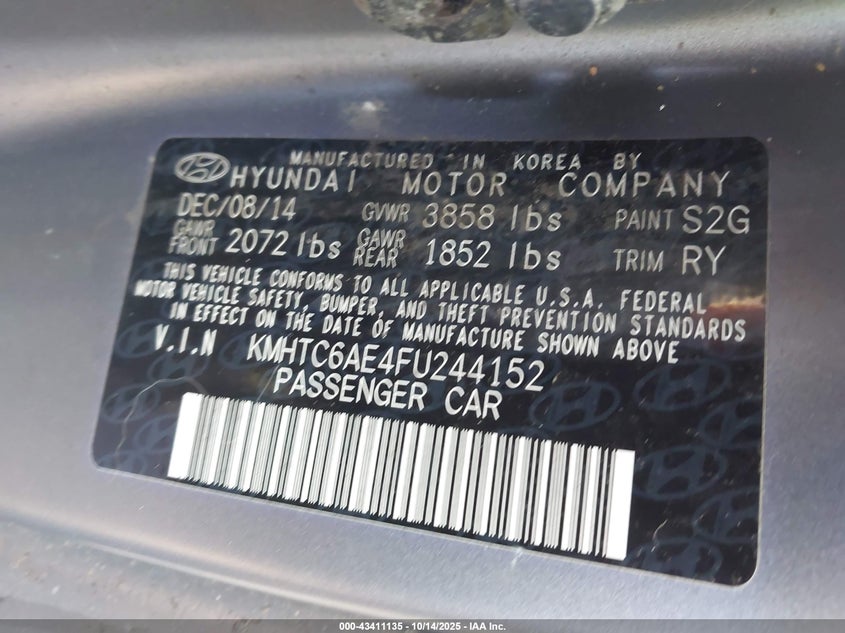 MANUFACTURED IN KOREA BY
HYUNDAI MOTOR COMPANY
DEC/08/14 GVWR 3858 lbs PAINT S2G
GAWR FRONT 2072 lbs GAWR REAR 1852 lbs TRIM RY
THIS VEHICLE CONFORMS TO ALL APPLICABLE U.S.A. FEDERAL
MOTOR VEHICLE SAFETY, BUMPER, AND THEFT PREVENTION STANDARDS
IN EFFECT ON THE DATE OF MANUFACTURE SHOWN ABOVE
V.I.N KMHTC6AE4FU244152
PASSENGER CAR
000-43411135 - 10/14/2025 - IAA Inc.